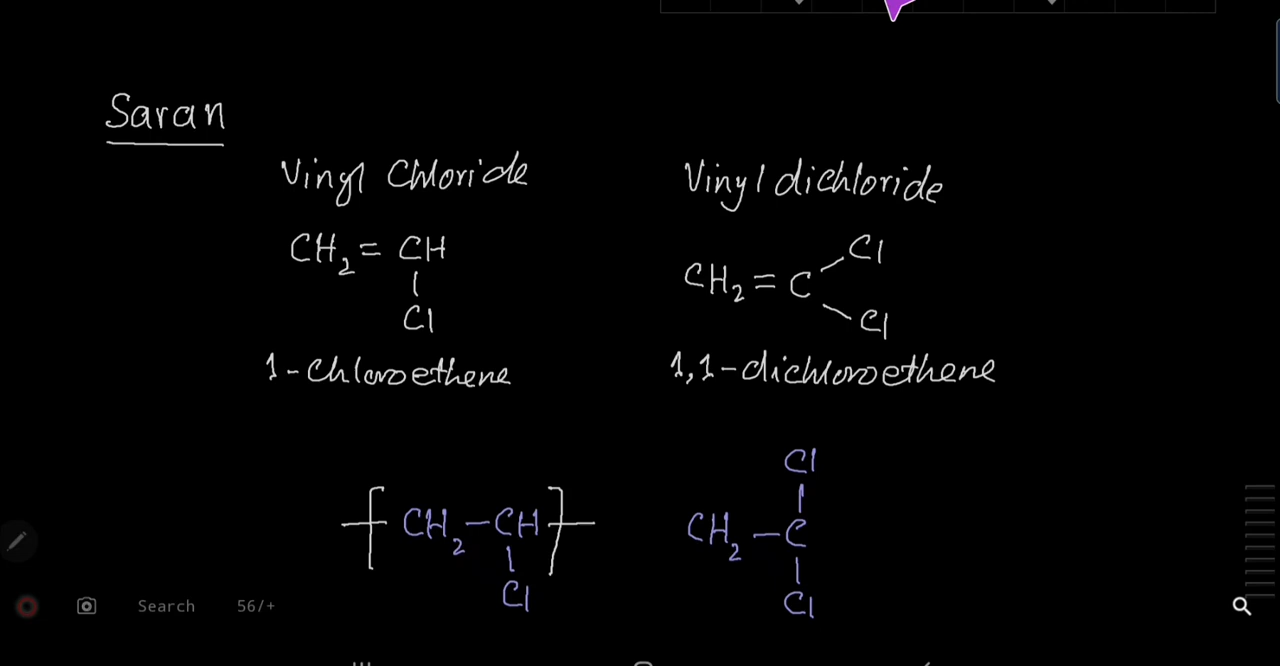 Saran
Vinyl Chloride
CH2 = CH
Cl
1-Chloroethene
Vinyl dichloride
CH2 = C
Cl
Cl
1,1-dichloroethene
CH2-CH
Cl
Cl
CH2-C
Cl
Search 56/+